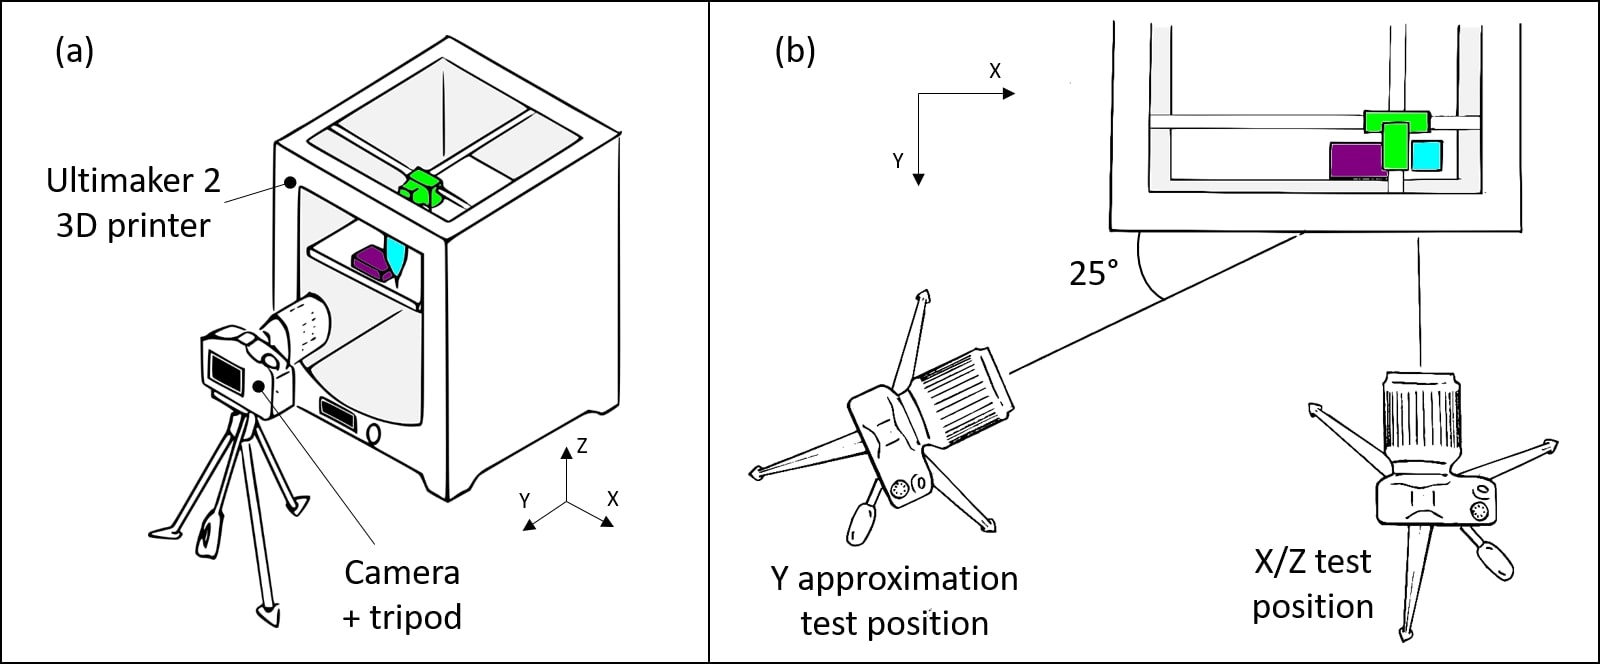 (a)
Ultimaker 2
3D printer
Z
Y
X
Camera
+ tripod
(b)
X
Y
25°
Y approximation
test position
X/Z test
position